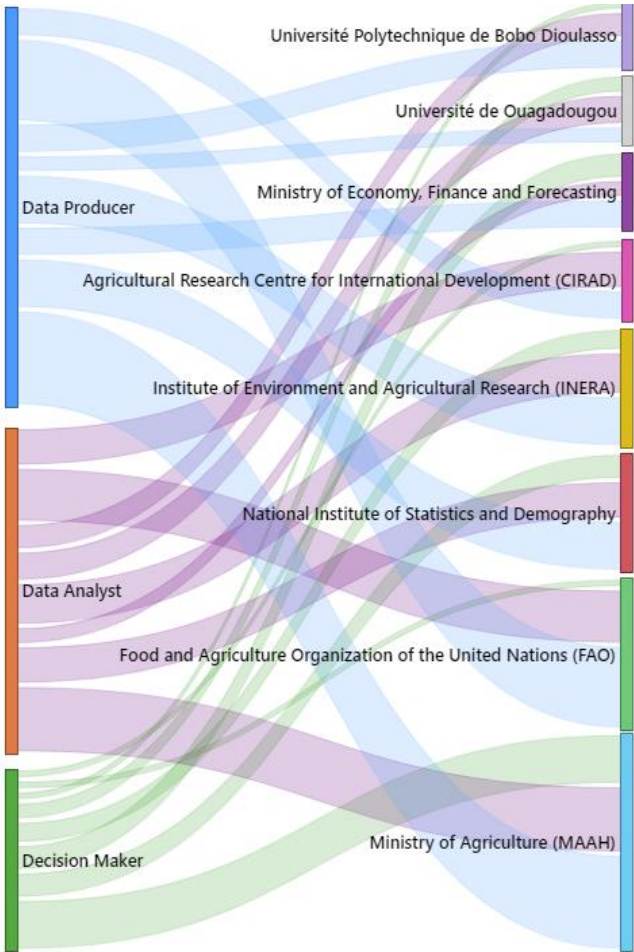 Université Polytechnique de Bobo Dioulasso
Université de Ouagadougou
Ministry of Economy, Finance and Forecasting
Data Producer
Agricultural Research Centre for International Development (CIRAD)
Institute of Environment and Agricultural Research (INERA)
National Institute of Statistics and Demography
Data Analyst
Food and Agriculture Organization of the United Nations (FAO)
Ministry of Agriculture (MAAH)
Decision Maker